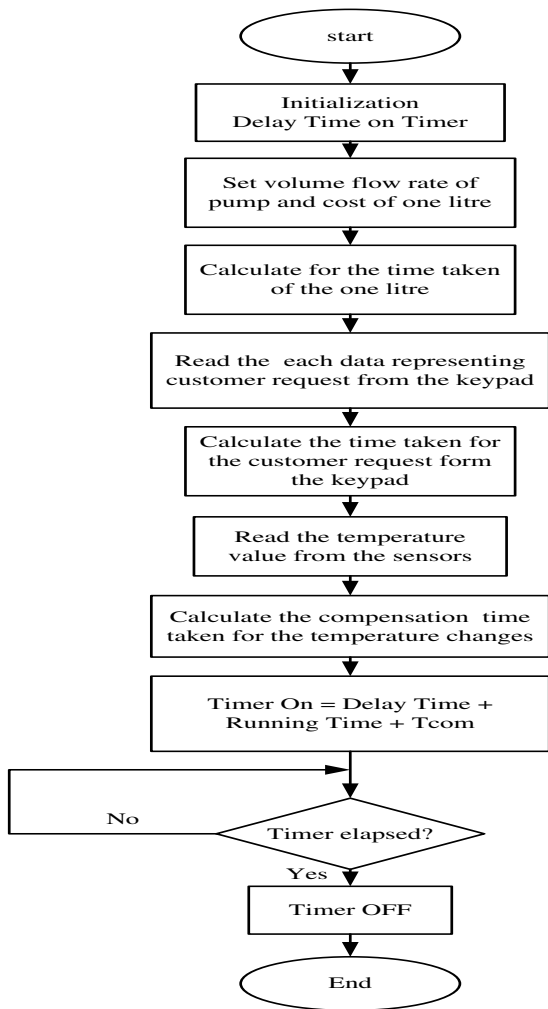 start
Initialization
Delay Time on Timer
Set volume flow rate of
pump and cost of one litre
Calculate for the time taken
of the one litre
Read the each data representing
customer request from the keypad
Calculate the time taken for
the customer request form
the keypad
Read the temperature
value from the sensors
Calculate the compensation time
taken for the temperature changes
Timer On = Delay Time +
Running Time + Tcom
No
Timer elapsed?
Yes
Timer OFF
End